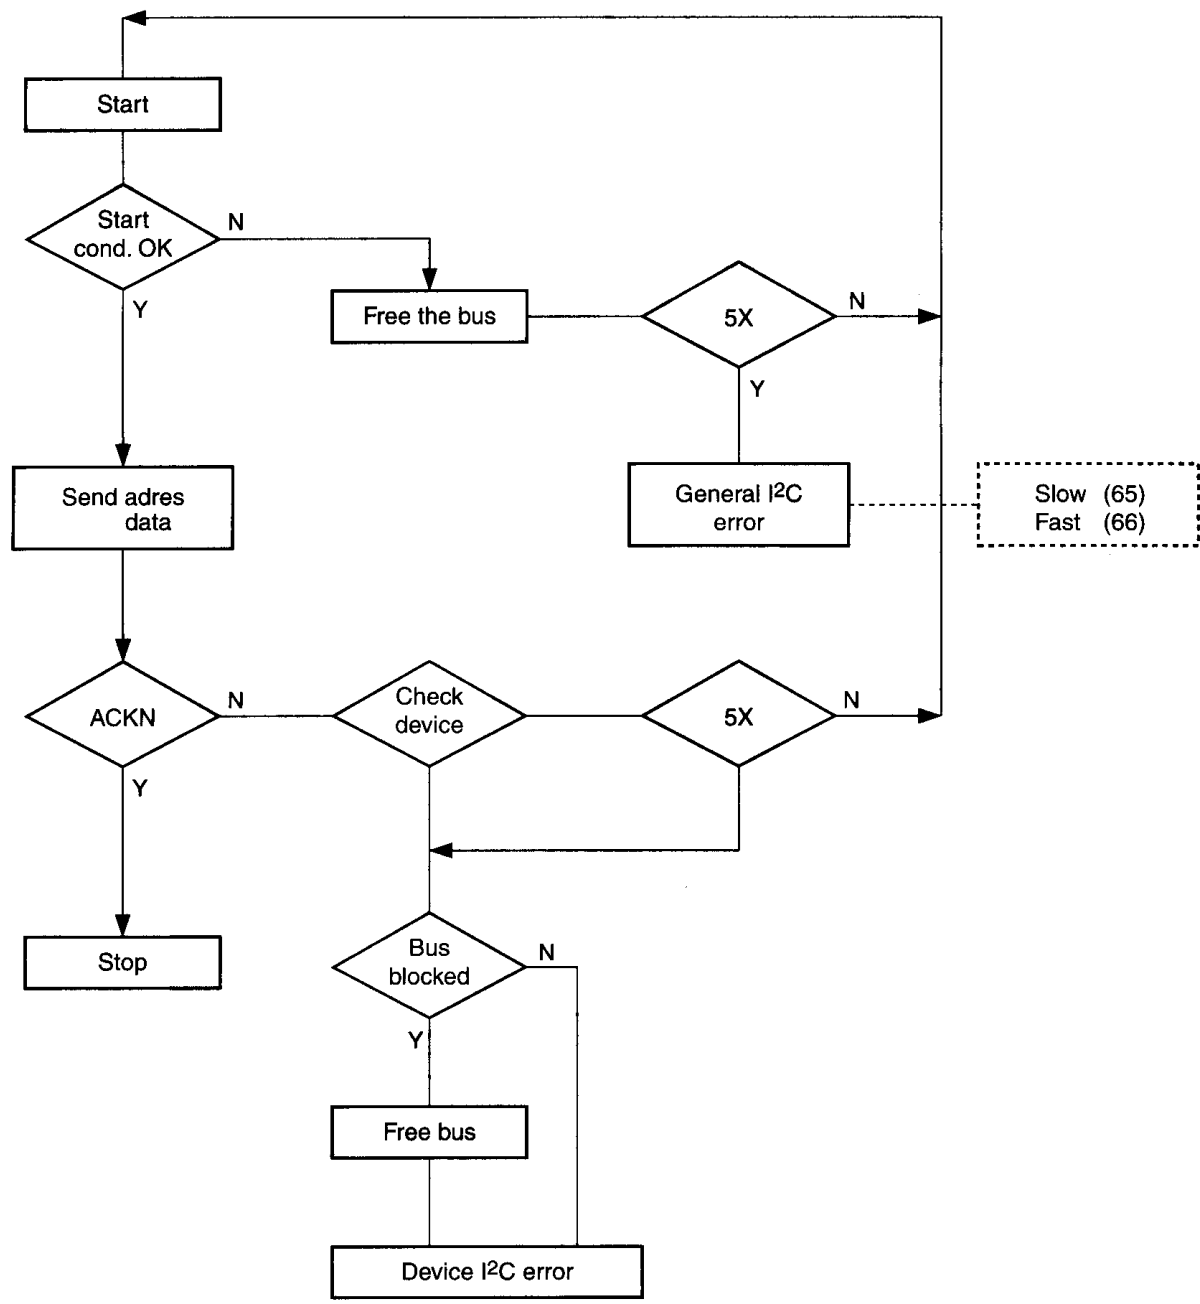 Start
Start
cond. OK
N
Y
Free the bus
5X
N
Y
Send adres
data
General I²C
error
Slow (65)
Fast (66)
ACKN
N
Y
Check
device
5X
N
Stop
Bus
blocked
N
Y
Free bus
Device I²C error